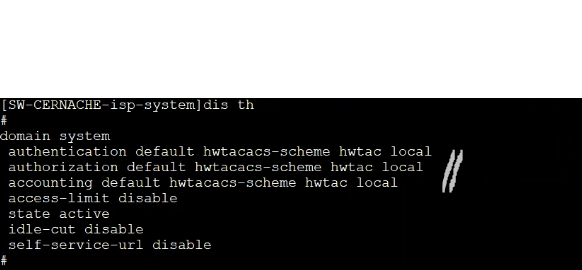 [SW-CERNACHE-isp-system]dis th
#
domain system
authentication default hwtacacs-scheme hwtac local
authorization default hwtacacs-scheme hwtac local
accounting default hwtacacs-scheme hwtac local
access-limit disable
state active
idle-cut disable
self-service-url disable
#